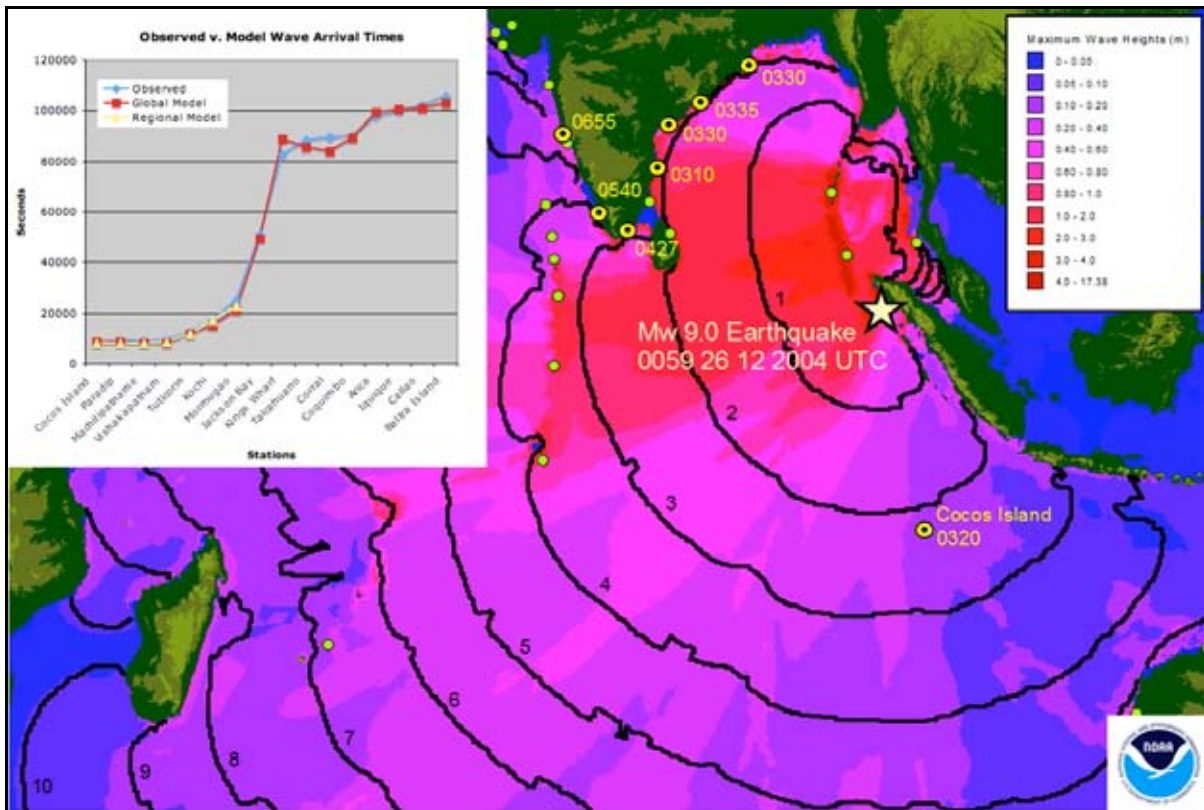 Observed v. Model Wave Arrival Times
120000
100000
80000
60000
40000
20000
0
Seconds
Observed
Global Model
Regional Model
Cocos Island
Paradip
Vishakapatnam
Tuticorin
Kochi
Mormugao
Jackson Bay
Kings Wharf
Corral
Coquimbo
Arica
Iquique
Callao
Baltra Island
Stations
Maximum Wave Heights (m)
0 - 0.05
0.05 - 0.10
0.10 - 0.20
0.20 - 0.40
0.40 - 0.60
0.60 - 0.80
0.80 - 1.0
1.0 - 2.0
2.0 - 3.0
3.0 - 4.0
4.0 - 17.38
0330
0335
0330
0655
0310
0540
0427
1
Mw 9.0 Earthquake
0059 26 12 2004 UTC
2
3
Cocos Island
0320
4
5
6
7
8
9
10
NOAA